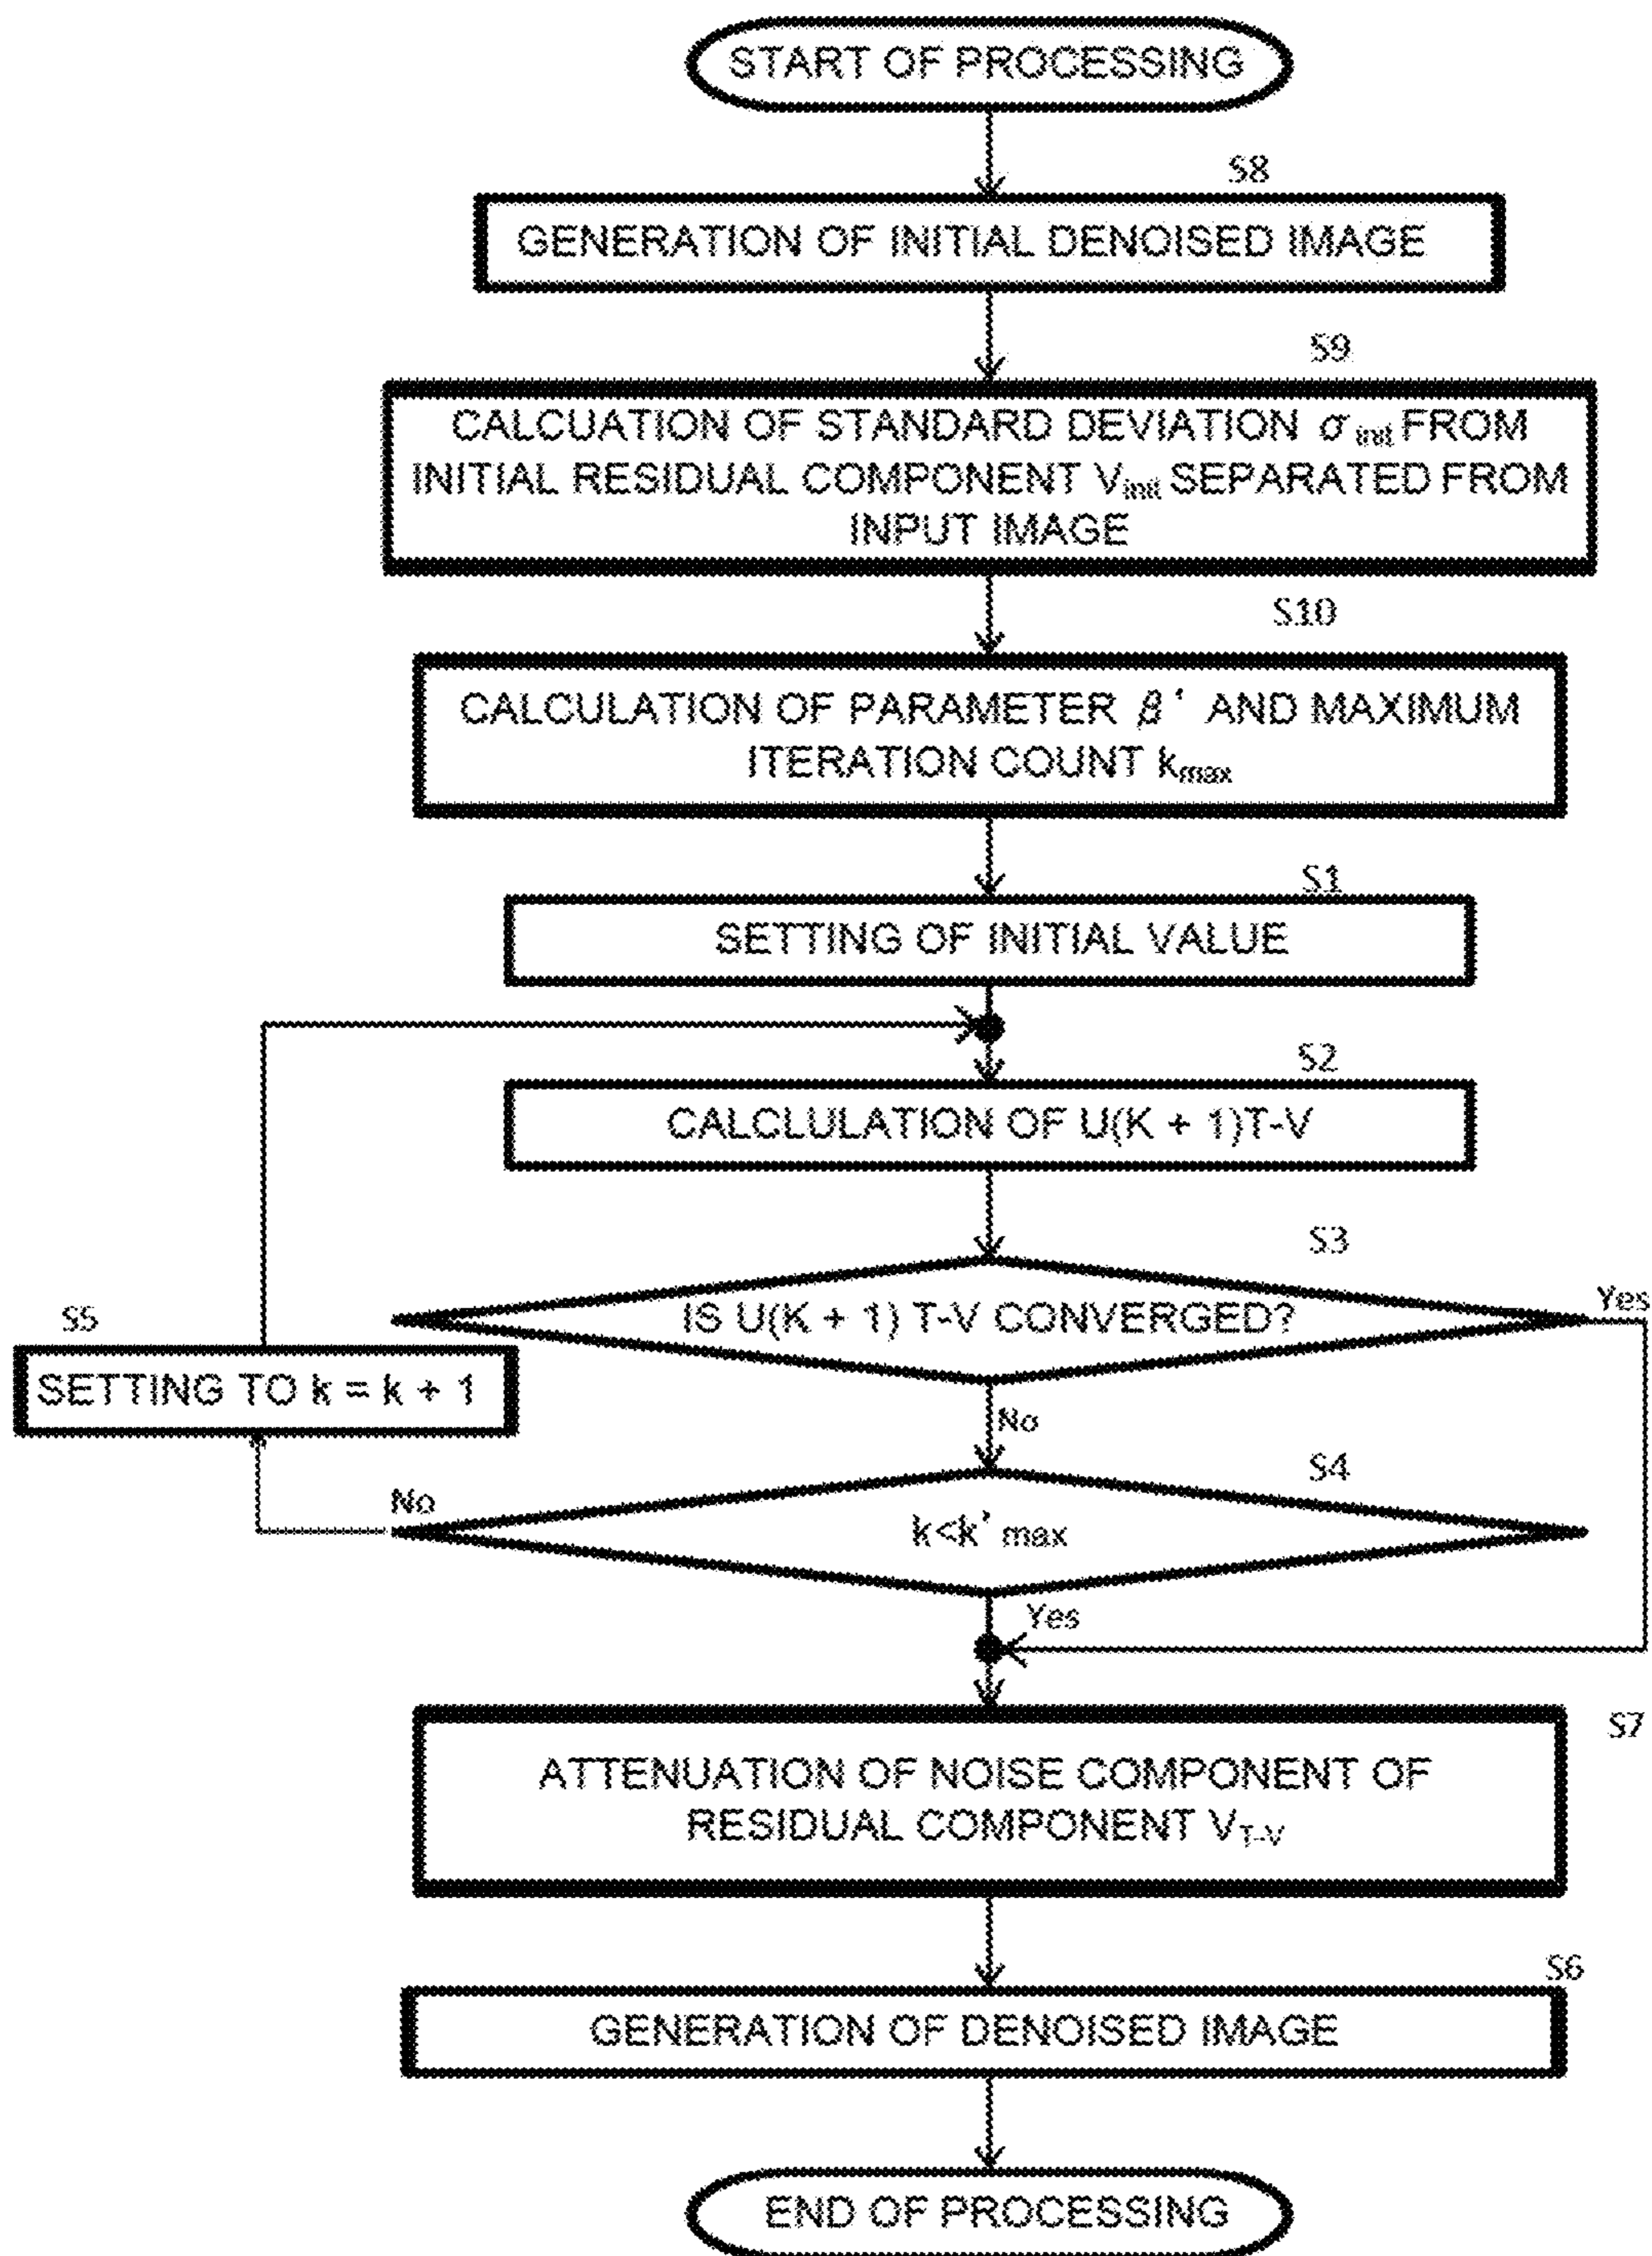 START OF PROCESSING
S8
GENERATION OF INITIAL DENOISED IMAGE
S9
CALCUATION OF STANDARD DEVIATION σ init FROM
INITIAL RESIDUAL COMPONENT Vinit SEPARATED FROM
INPUT IMAGE
S10
CALCULATION OF PARAMETER β' AND MAXIMUM
ITERATION COUNT kmax
S1
SETTING OF INITIAL VALUE
S2
CALCLULATION OF U(K + 1)T-V
S3
IS U(K + 1) T-V CONVERGED?
Yes
S5
SETTING TO k = k + 1
No
S4
No
k<k' max
Yes
S7
ATTENUATION OF NOISE COMPONENT OF
RESIDUAL COMPONENT VT-V
S6
GENERATION OF DENOISED IMAGE
END OF PROCESSING